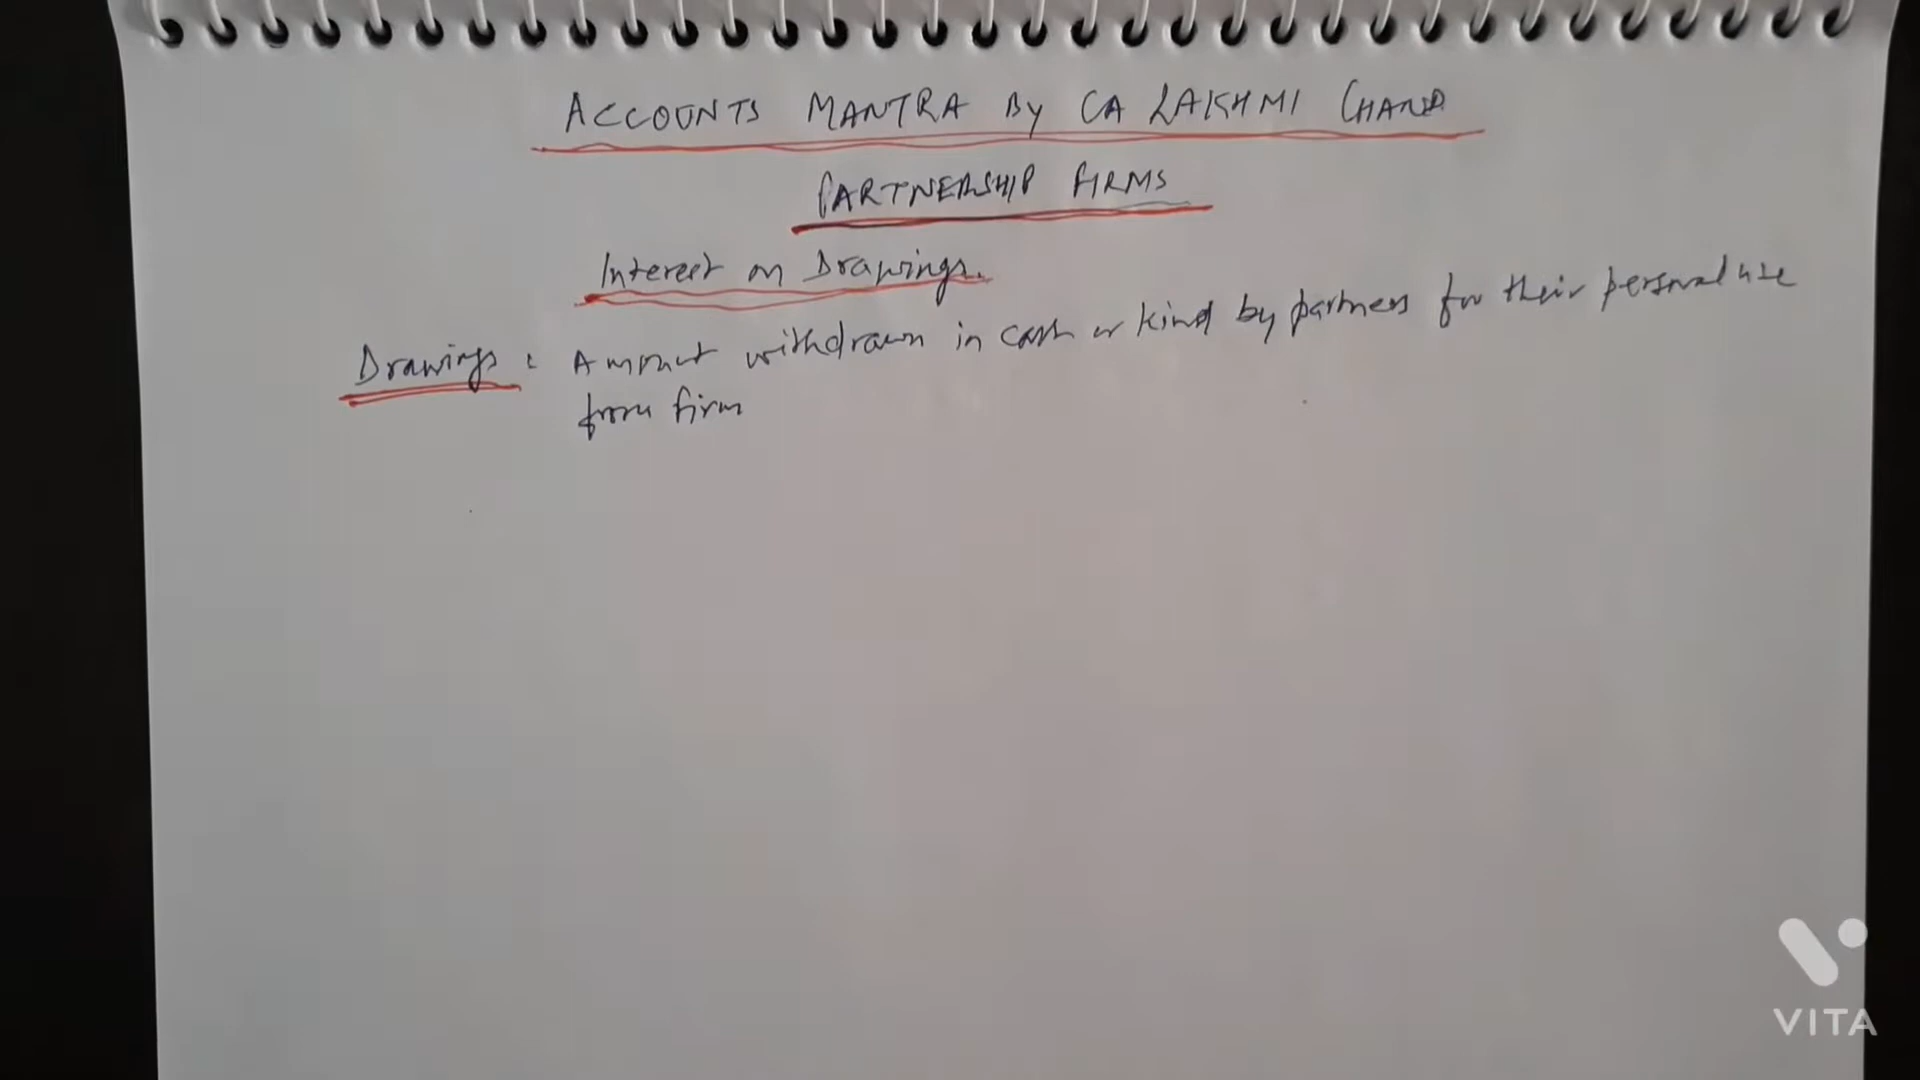 ACCOUNTS MANTRA By CA LAKHMI CHAND
PARTNERSHIP FIRMS
Interest on Drawings.
Drawings : Amount withdrawn in cash or kind by partners for their personal use
from firm
VITA